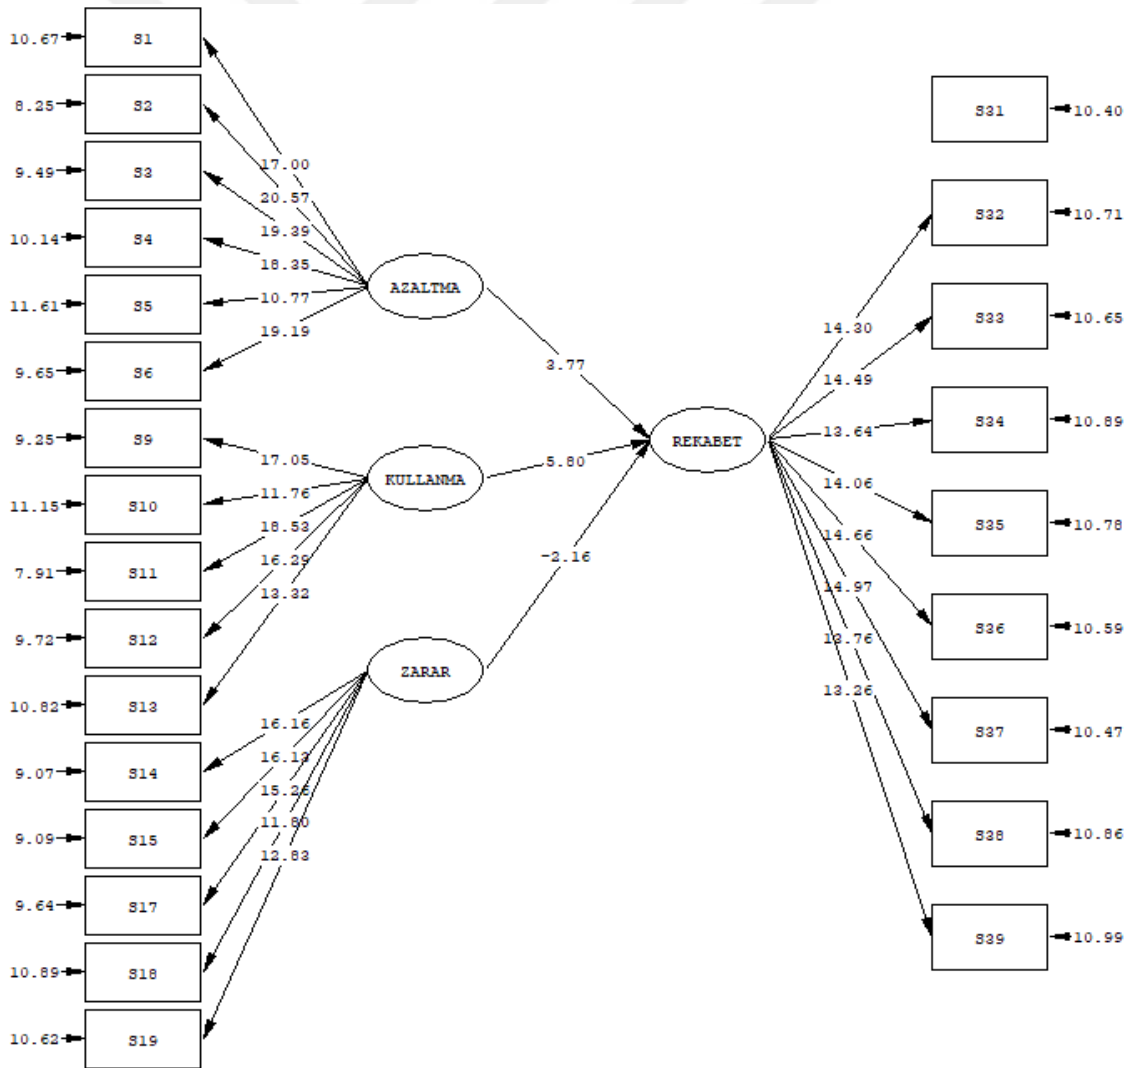 10.67 S1
8.25 S2
9.49 S3
10.14 S4
11.61 S5
9.65 S6
9.25 S9
11.15 S10
7.91 S11
9.72 S12
10.82 S13
9.07 S14
9.09 S15
9.64 S17
10.89 S18
10.62 S19
17.00
20.57
19.39
18.35
10.77
19.19
17.05
11.76
18.53
16.29
13.32
16.16
16.13
15.26
11.80
12.83
AZALTMA
KULLANMA
ZARAR
3.77
5.80
-2.16
REKABET
14.30
14.49
13.64
14.06
14.66
14.97
13.76
13.26
S31 10.40
S32 10.71
S33 10.65
S34 10.89
S35 10.78
S36 10.59
S37 10.47
S38 10.86
S39 10.99